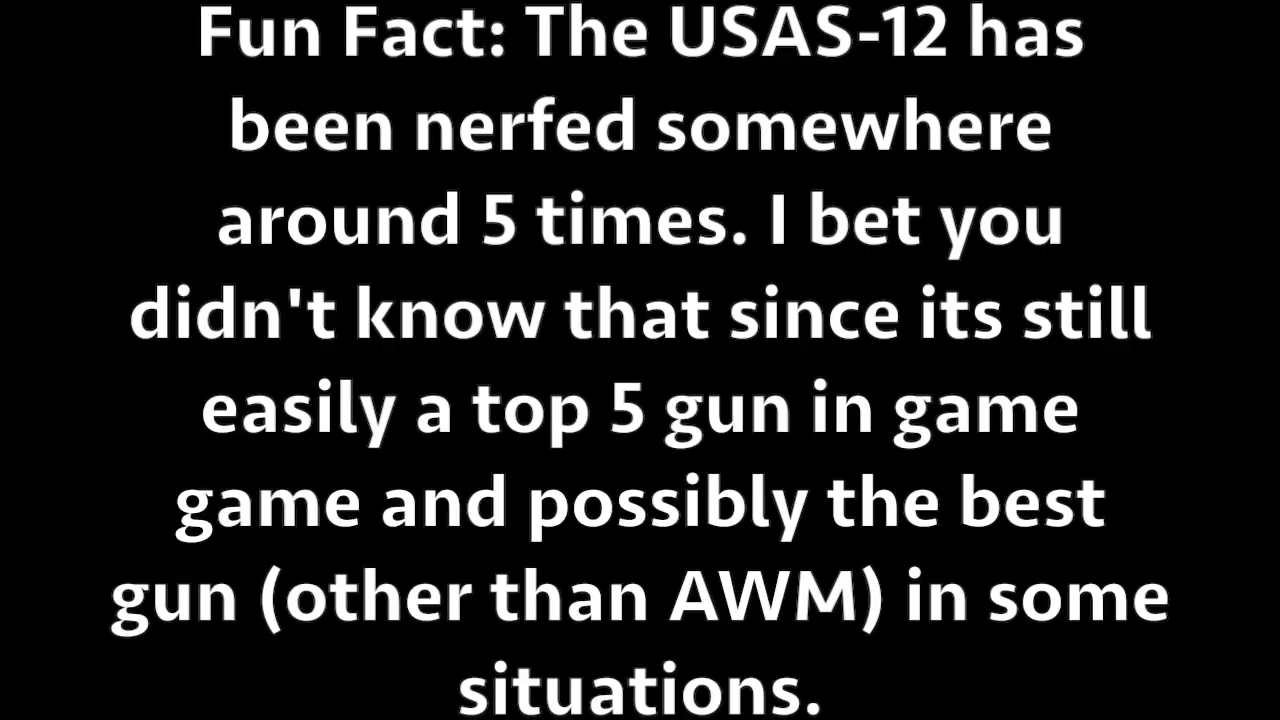 Fun Fact: The USAS-12 has
been nerfed somewhere
around 5 times. I bet you
didn't know that since its still
easily a top 5 gun in game
game and possibly the best
gun (other than AWM) in some
situations.